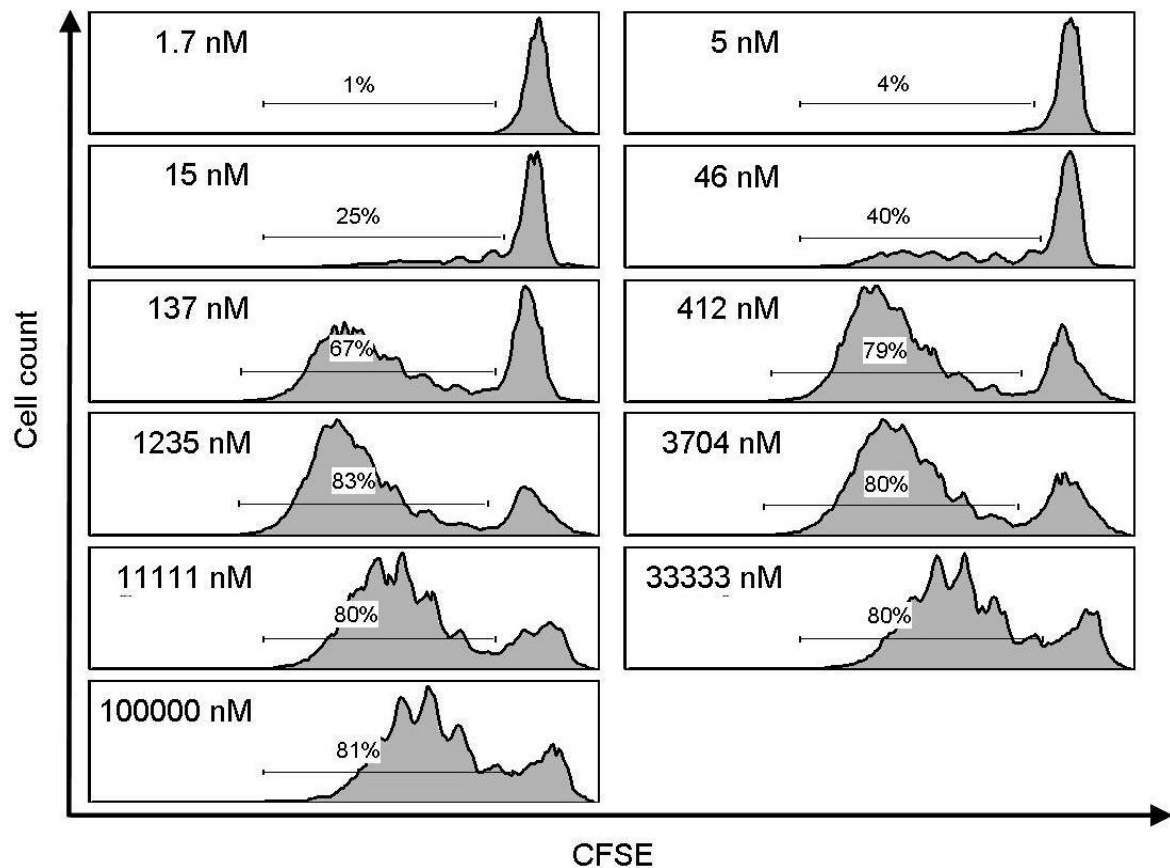 1.7 nM
1%
5 nM
4%
15 nM
25%
46 nM
40%
137 nM
67%
412 nM
79%
1235 nM
83%
3704 nM
80%
11111 nM
80%
33333 nM
80%
100000 nM
81%
Cell count
CFSE